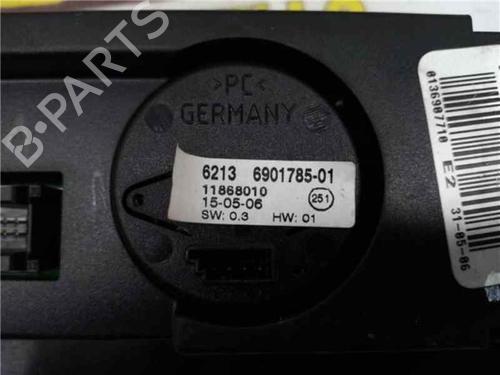 >PC<
GERMANY
6213 6901785-01
11868010
15-05-06
251
SW: 0.3 HW: 01
0136907710
EZ 31-05-06